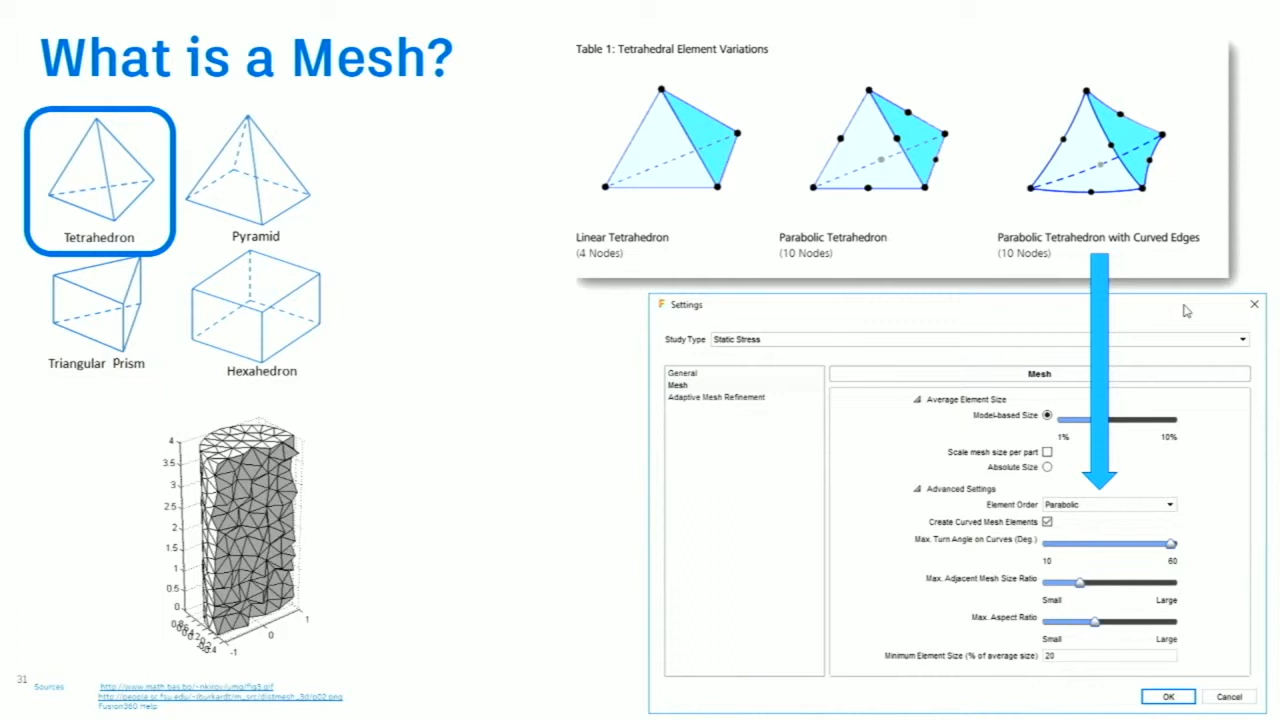 What is a Mesh?
Tetrahedron
Pyramid
Triangular Prism
Hexahedron
4
3.5
3
2.5
2
1.5
1
0.5
0
-1
0
1
31
Sources
Fusion360 Help
Table 1: Tetrahedral Element Variations
Linear Tetrahedron
(4 Nodes)
Parabolic Tetrahedron
(10 Nodes)
Parabolic Tetrahedron with Curved Edges
(10 Nodes)
Settings
Study Type Static Stress
General
Mesh
Adaptive Mesh Refinement
Mesh
Average Element Size
Model-based Size
1% 10%
Scale mesh size per part
Absolute Size
Advanced Settings
Element Order Parabolic
Create Curved Mesh Elements
Max. Turn Angle on Curves (Deg.)
10 60
Max. Adjacent Mesh Size Ratio
Small Large
Max. Aspect Ratio
Small Large
Minimum Element Size (% of average size) 20
OK Cancel